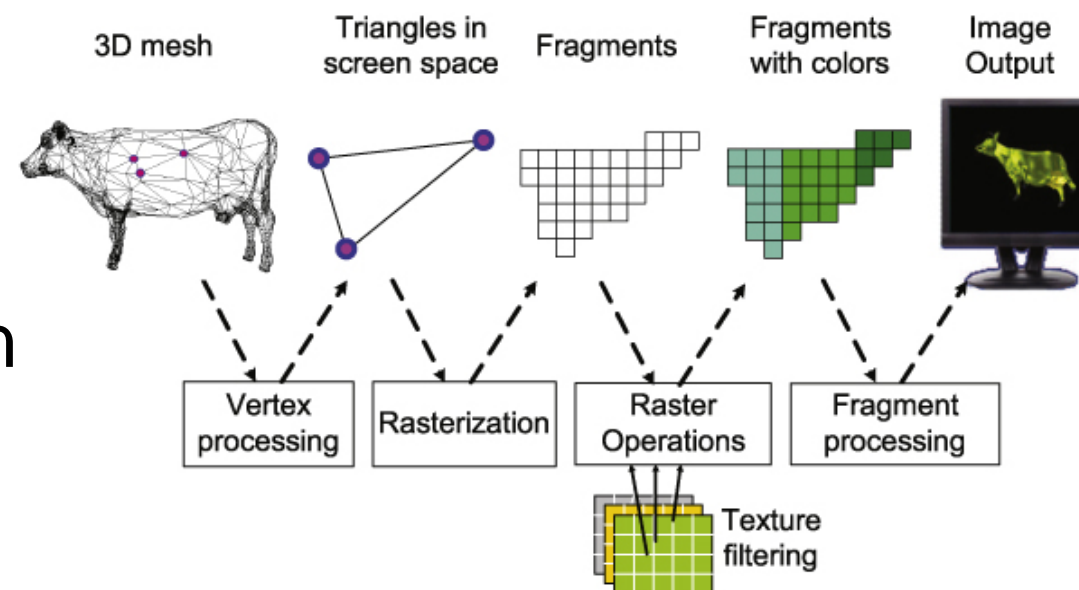 3D mesh
Triangles in
screen space
Fragments
Fragments
with colors
Image
Output
n
Vertex
processing
Rasterization
Raster
Operations
Fragment
processing
Texture
filtering